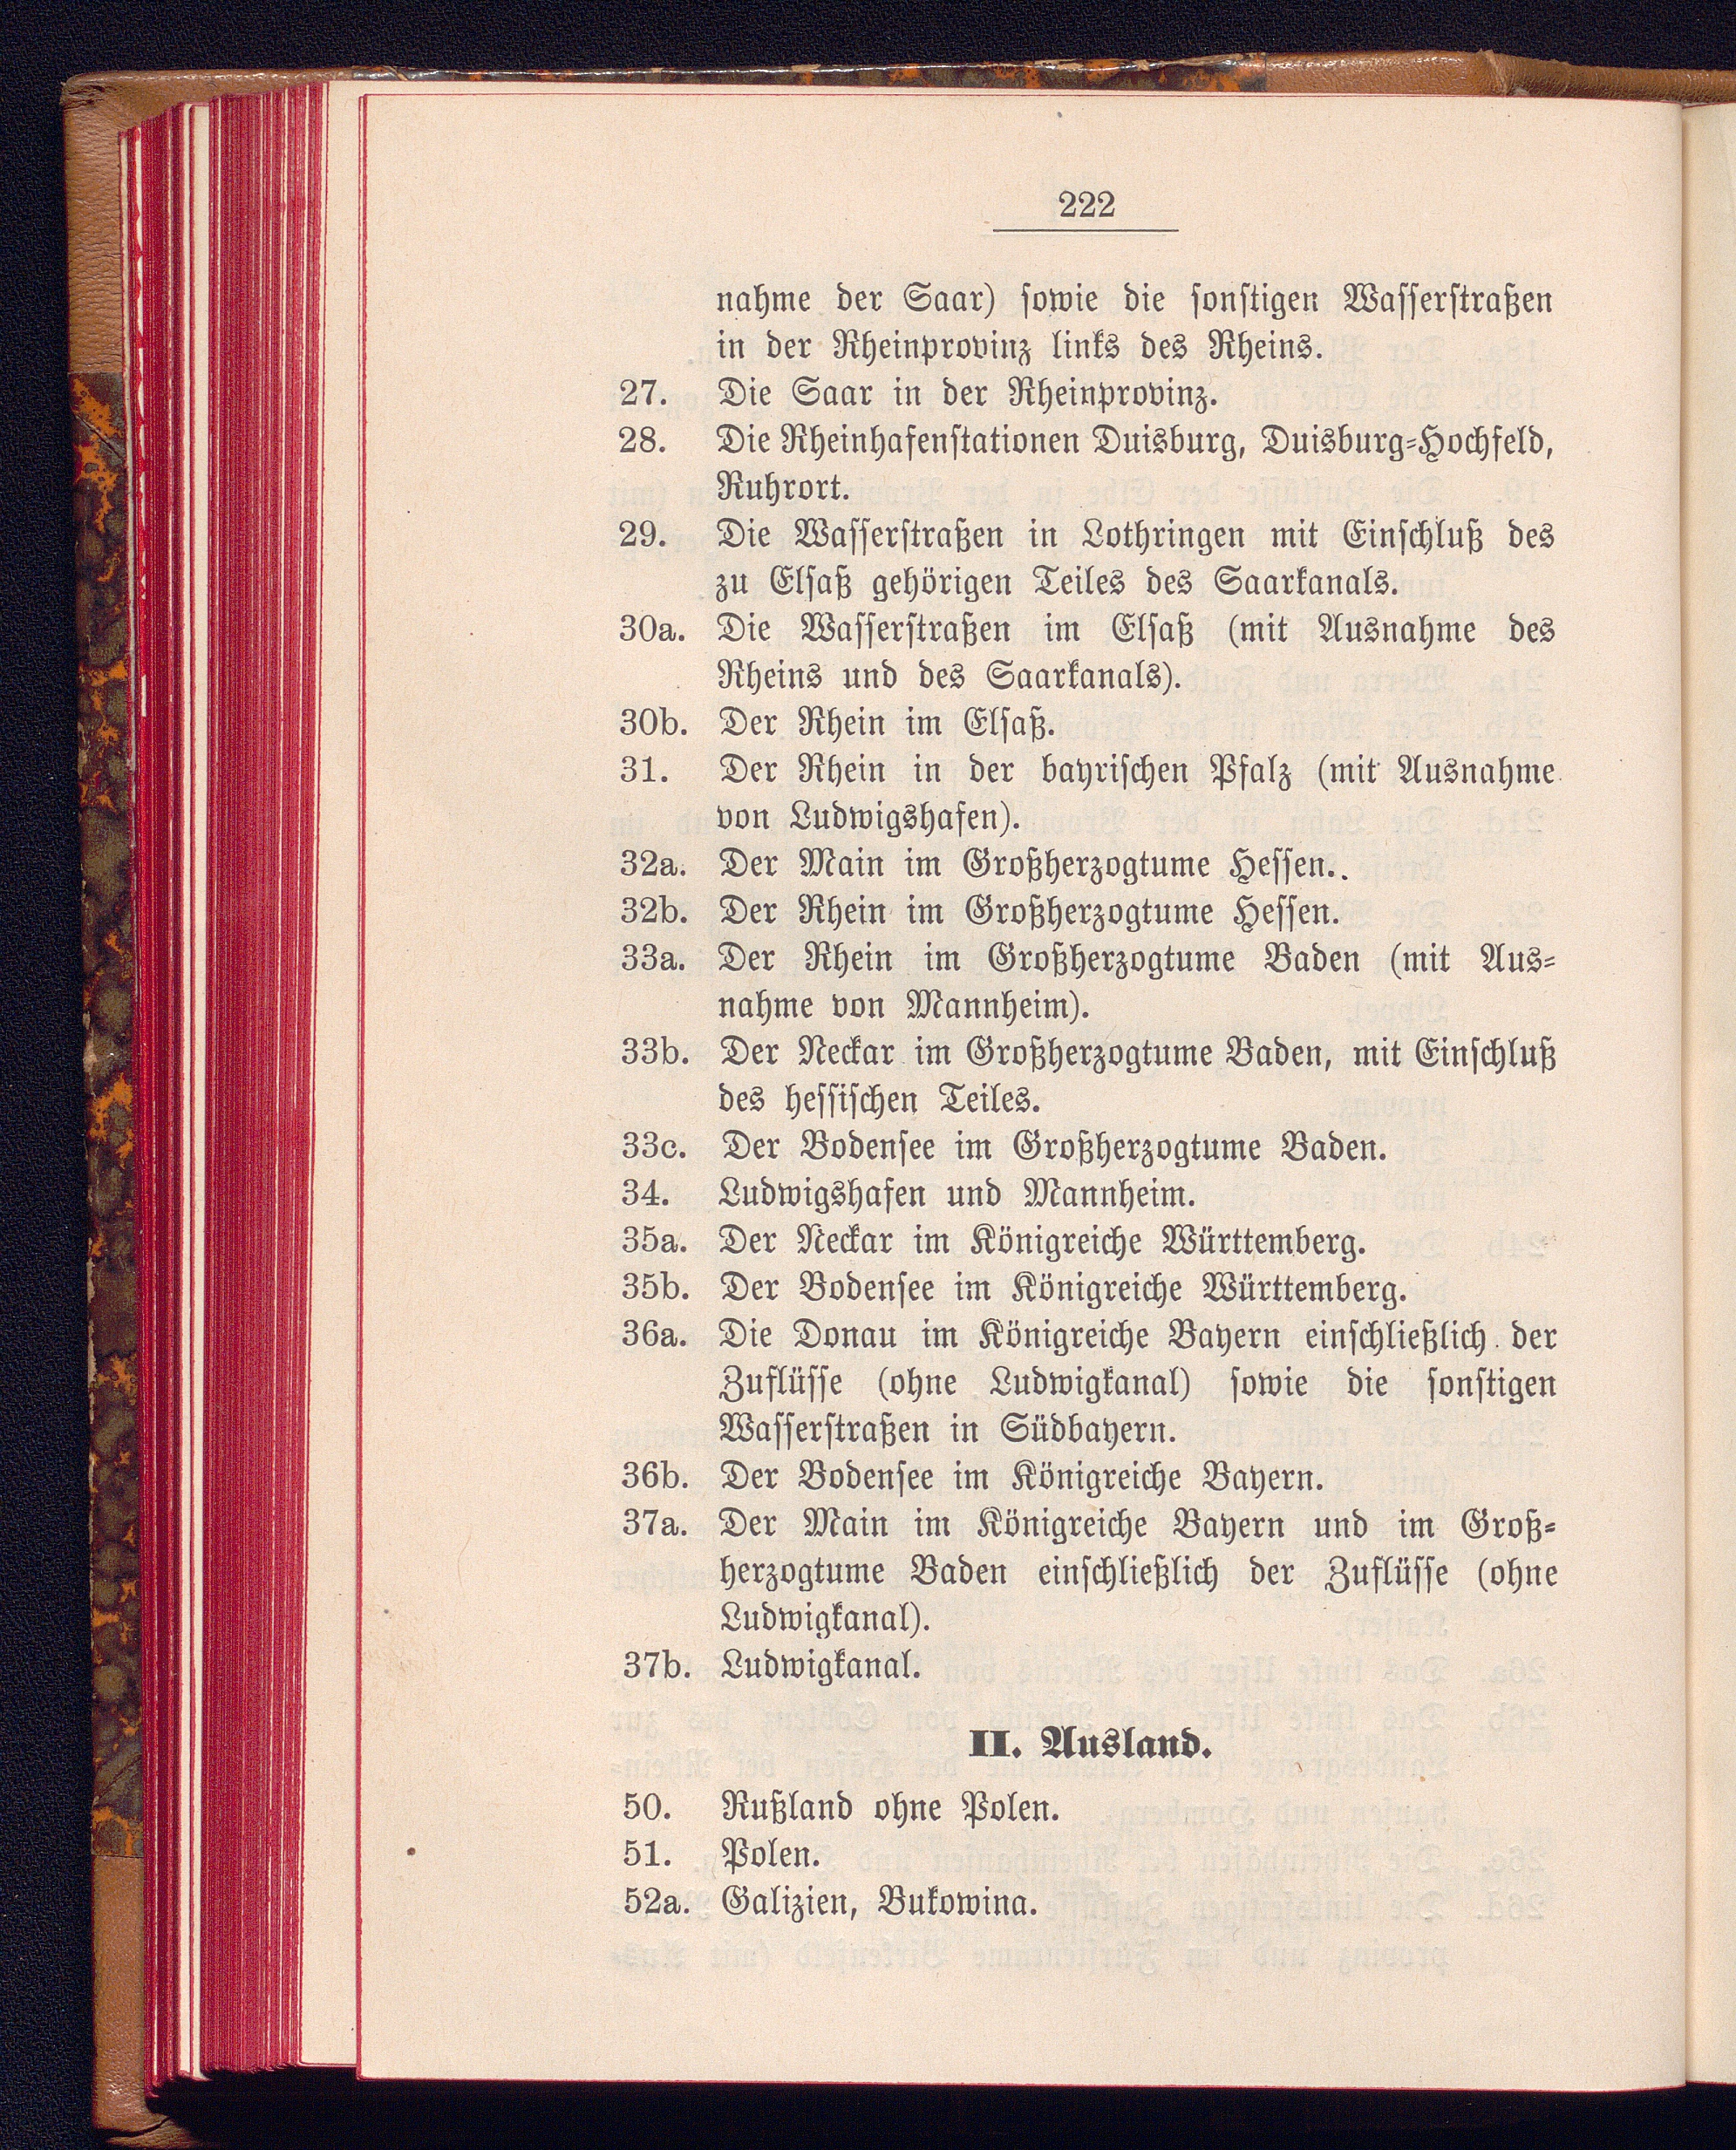 222
nahme der Saar) sowie die sonstigen Wasserstraßen
in der Rheinprovinz links des Rheins.
27. Die Saar in der Rheinprovinz.
28. Die Rheinhafenstationen Duisburg, Duisburg-Hochfeld,
Ruhrort.
29. Die Wasserstraßen in Lothringen mit Einschluß des
zu Elsaß gehörigen Teiles des Saarkanals.
30a. Die Wasserstraßen im Elsaß (mit Ausnahme des
Rheins und des Saarkanals).
30b. Der Rhein im Elsaß.
31. Der Rhein in der bayrischen Pfalz (mit Ausnahme
von Ludwigshafen).
32a. Der Main im Großherzogtume Hessen.
32b. Der Rhein im Großherzogtume Hessen.
33a. Der Rhein im Großherzogtume Baden (mit Aus-
nahme von Mannheim).
33b. Der Neckar im Großherzogtume Baden, mit Einschluß
des hessischen Teiles.
33c. Der Bodensee im Großherzogtume Baden.
34. Ludwigshafen und Mannheim.
35a. Der Neckar im Königreiche Württemberg.
35b. Der Bodensee im Königreiche Württemberg.
36a. Die Donau im Königreiche Bayern einschließlich der
Zuflüsse (ohne Ludwigkanal) sowie die sonstigen
Wasserstraßen in Südbayern.
36b. Der Bodensee im Königreiche Bayern.
37a. Der Main im Königreiche Bayern und im Groß-
herzogtume Baden einschließlich der Zuflüsse (ohne
Ludwigkanal).
37b. Ludwigkanal.
II. Ausland.
50. Rußland ohne Polen.
51. Polen.
52a. Galizien, Bukowina.